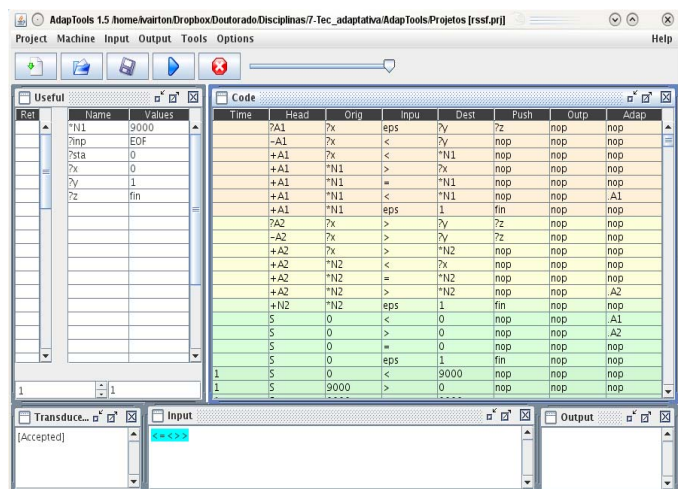 AdapTools 1.5 /home/ivairton/Dropbox/Doutorado/Disciplinas/7-Tec_adaptativa/AdapTools/Projetos [rssf.prj]
Project Machine Input Output Tools Options Help
Useful
Ret Name Values
*N1 9000
?inp EOF
?sta 0
?x 0
?y 1
?z fin
1 1
Code
Time Head Orig Inpu Dest Push Outp Adap
?A1 ?x eps ?y ?z nop nop
-A1 ?x < ?y nop nop nop
+A1 ?x < *N1 nop nop nop
+A1 *N1 > ?x nop nop nop
+A1 *N1 = *N1 nop nop nop
+A1 *N1 < *N1 nop nop .A1
+A1 *N1 eps 1 fin nop nop
?A2 ?x > ?y ?z nop nop
-A2 ?x > ?y ?z nop nop
+A2 ?x > *N2 nop nop nop
+A2 *N2 < ?x nop nop nop
+A2 *N2 = *N2 nop nop nop
+A2 *N2 > *N2 nop nop .A2
+N2 *N2 eps 1 fin nop nop
S 0 < 0 nop nop .A1
S 0 > 0 nop nop .A2
S 0 = 0 nop nop nop
S 0 eps 1 fin nop nop
1 S 0 < 9000 nop nop nop
1 S 9000 > 0 nop nop nop
Transduce...
[Accepted]
Input
<=<>>
Output